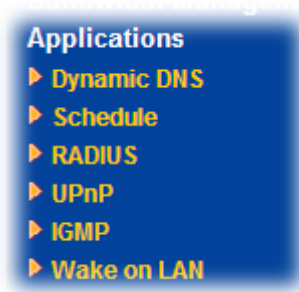 Applications
Dynamic DNS
Schedule
RADIUS
UPnP
IGMP
Wake on LAN